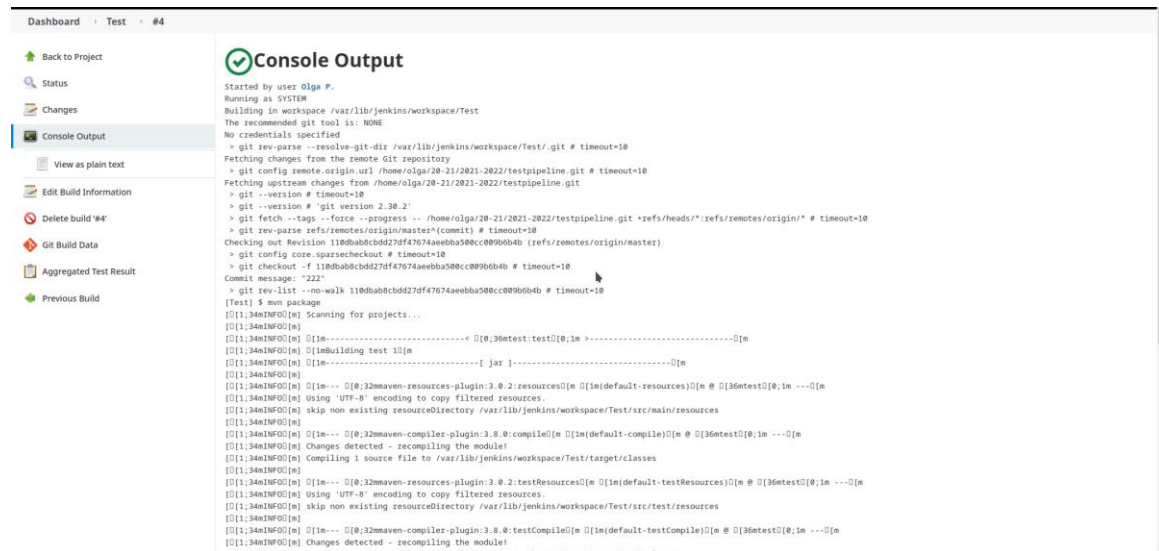 Dashboard › Test › #4
Back to Project
Status
Changes
Console Output
View as plain text
Edit Build Information
Delete build '#4'
Git Build Data
Aggregated Test Result
Previous Build
Console Output
Started by user Olga P.
Running as SYSTEM
Building in workspace /var/lib/jenkins/workspace/Test
The recommended git tool is: NONE
No credentials specified
> git rev-parse --resolve-git-dir /var/lib/jenkins/workspace/Test/.git # timeout=10
Fetching changes from the remote Git repository
> git config remote.origin.url /home/olga/20-21/2021-2022/testpipeline.git # timeout=10
Fetching upstream changes from /home/olga/20-21/2021-2022/testpipeline.git
> git --version # timeout=10
> git --version # 'git version 2.30.2'
> git fetch --tags --force --progress -- /home/olga/20-21/2021-2022/testpipeline.git +refs/heads/*:refs/remotes/origin/* # timeout=10
> git rev-parse refs/remotes/origin/master^{commit} # timeout=10
Checking out Revision 110dbab8cbdd27df47674aeebba500cc009b6b4b (refs/remotes/origin/master)
> git config core.sparsecheckout # timeout=10
> git checkout -f 110dbab8cbdd27df47674aeebba500cc009b6b4b # timeout=10
Commit message: "222"
> git rev-list --no-walk 110dbab8cbdd27df47674aeebba500cc009b6b4b # timeout=10
[Test] $ mvn package
[▯[1;34mINFO▯[m] Scanning for projects...
[▯[1;34mINFO▯[m]
[▯[1;34mINFO▯[m] ▯[1m----------------------------< ▯[0;36mtest:test▯[0;1m >-----------------------------▯[m
[▯[1;34mINFO▯[m] ▯[1mBuilding test 1▯[m
[▯[1;34mINFO▯[m] ▯[1m-------------------------------[ jar ]--------------------------------▯[m
[▯[1;34mINFO▯[m]
[▯[1;34mINFO▯[m] ▯[1m--- ▯[0;32mmaven-resources-plugin:3.0.2:resources▯[m ▯[1m(default-resources)▯[m @ ▯[36mtest▯[0;1m ---▯[m
[▯[1;34mINFO▯[m] Using 'UTF-8' encoding to copy filtered resources.
[▯[1;34mINFO▯[m] skip non existing resourceDirectory /var/lib/jenkins/workspace/Test/src/main/resources
[▯[1;34mINFO▯[m]
[▯[1;34mINFO▯[m] ▯[1m--- ▯[0;32mmaven-compiler-plugin:3.8.0:compile▯[m ▯[1m(default-compile)▯[m @ ▯[36mtest▯[0;1m ---▯[m
[▯[1;34mINFO▯[m] Changes detected - recompiling the module!
[▯[1;34mINFO▯[m] Compiling 1 source file to /var/lib/jenkins/workspace/Test/target/classes
[▯[1;34mINFO▯[m]
[▯[1;34mINFO▯[m] ▯[1m--- ▯[0;32mmaven-resources-plugin:3.0.2:testResources▯[m ▯[1m(default-testResources)▯[m @ ▯[36mtest▯[0;1m ---▯[m
[▯[1;34mINFO▯[m] Using 'UTF-8' encoding to copy filtered resources.
[▯[1;34mINFO▯[m] skip non existing resourceDirectory /var/lib/jenkins/workspace/Test/src/test/resources
[▯[1;34mINFO▯[m]
[▯[1;34mINFO▯[m] ▯[1m--- ▯[0;32mmaven-compiler-plugin:3.8.0:testCompile▯[m ▯[1m(default-testCompile)▯[m @ ▯[36mtest▯[0;1m ---▯[m
[▯[1;34mINFO▯[m] Changes detected - recompiling the module!